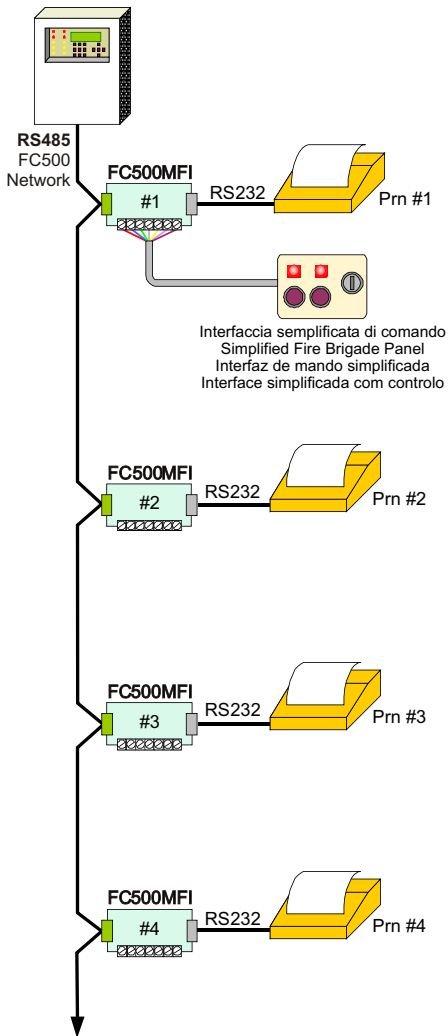 RS485
FC500
Network
FC500MFI
#1
RS232
Prn #1
Interfaccia semplificata di comando
Simplified Fire Brigade Panel
Interfaz de mando simplificada
Interface simplificada com controlo
FC500MFI
#2
RS232
Prn #2
FC500MFI
#3
RS232
Prn #3
FC500MFI
#4
RS232
Prn #4